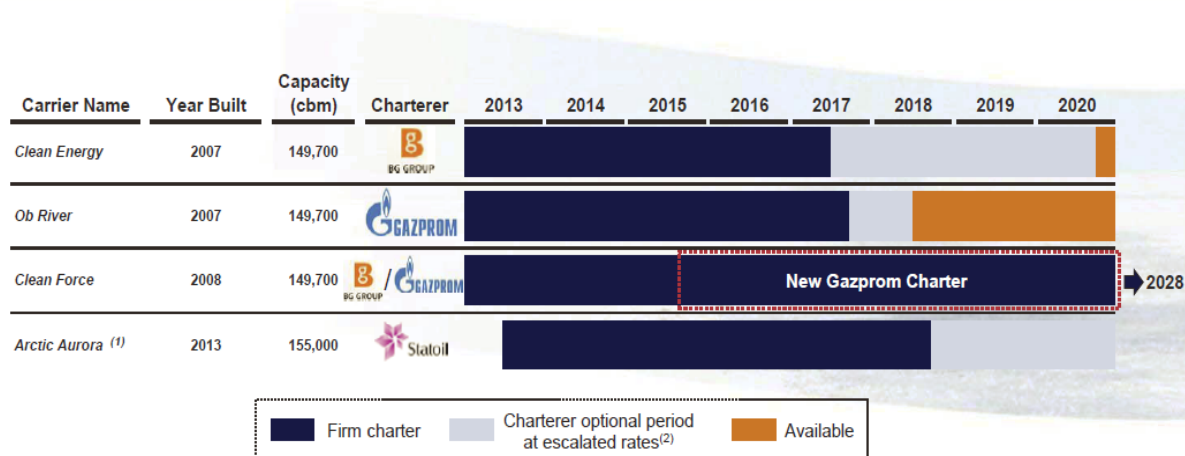 Carrier Name Year Built Capacity (cbm) Charterer 2013 2014 2015 2016 2017 2018 2019 2020
Clean Energy 2007 149,700 BG GROUP
Ob River 2007 149,700 GAZPROM
Clean Force 2008 149,700 BG GROUP / GAZPROM New Gazprom Charter 2028
Arctic Aurora (1) 2013 155,000 Statoil
Firm charter
Charterer optional period
at escalated rates(2)
Available